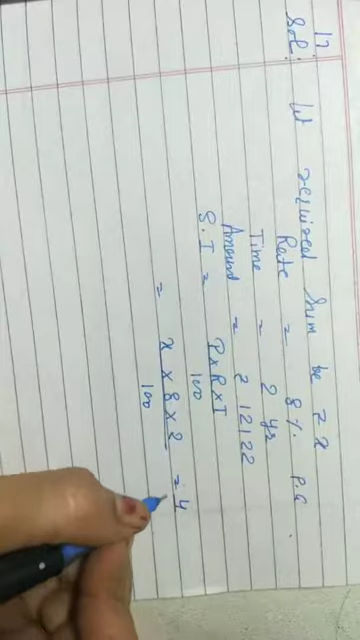 17
Sol: Let required sum be ₹ x
Rate = 8 % P.a
Time = 2 yrs
Amount = ₹ 12122
S.I = P x R x T
100
= x x 8 x 2 = 4
100